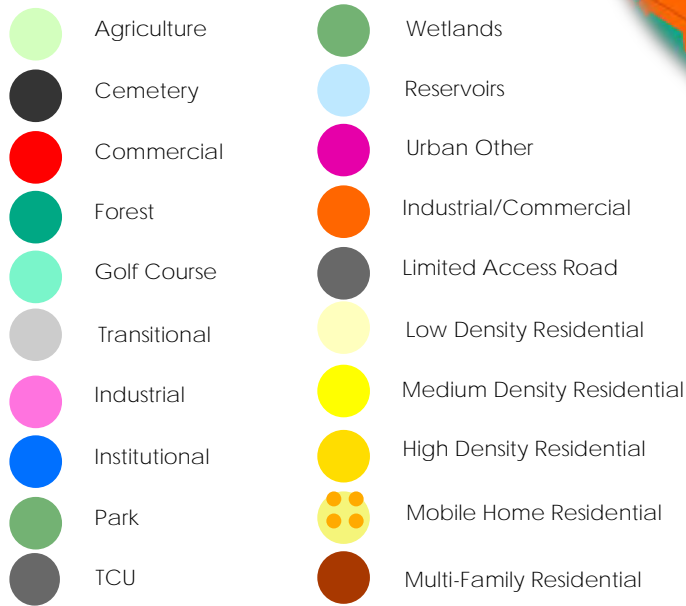 Agriculture
Cemetery
Commercial
Forest
Golf Course
Transitional
Industrial
Institutional
Park
TCU
Wetlands
Reservoirs
Urban Other
Industrial/Commercial
Limited Access Road
Low Density Residential
Medium Density Residential
High Density Residential
Mobile Home Residential
Multi-Family Residential